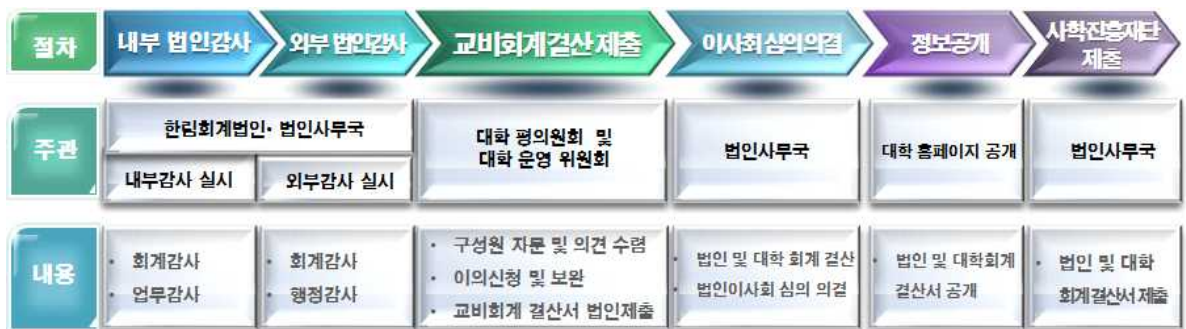 절차
내부 법인감사
외부 법인감사
교비회계결산 제출
이사회 심의 의결
정보공개
사학진흥재단
제출
주관
한림회계법인· 법인사무국
내부감사 실시
외부감사 실시
대학 평의원회 및
대학 운영 위원회
법인사무국
대학 홈페이지 공개
법인사무국
내용
• 회계감사
• 업무감사
• 회계감사
• 행정감사
• 구성원 자문 및 의견 수렴
• 이의신청 및 보완
• 교비회계 결산서 법인제출
• 법인 및 대학 회계 결산
• 법인이사회 심의 의결
• 법인 및 대학회계
결산서 공개
• 법인 및 대학
회계결산서 제출